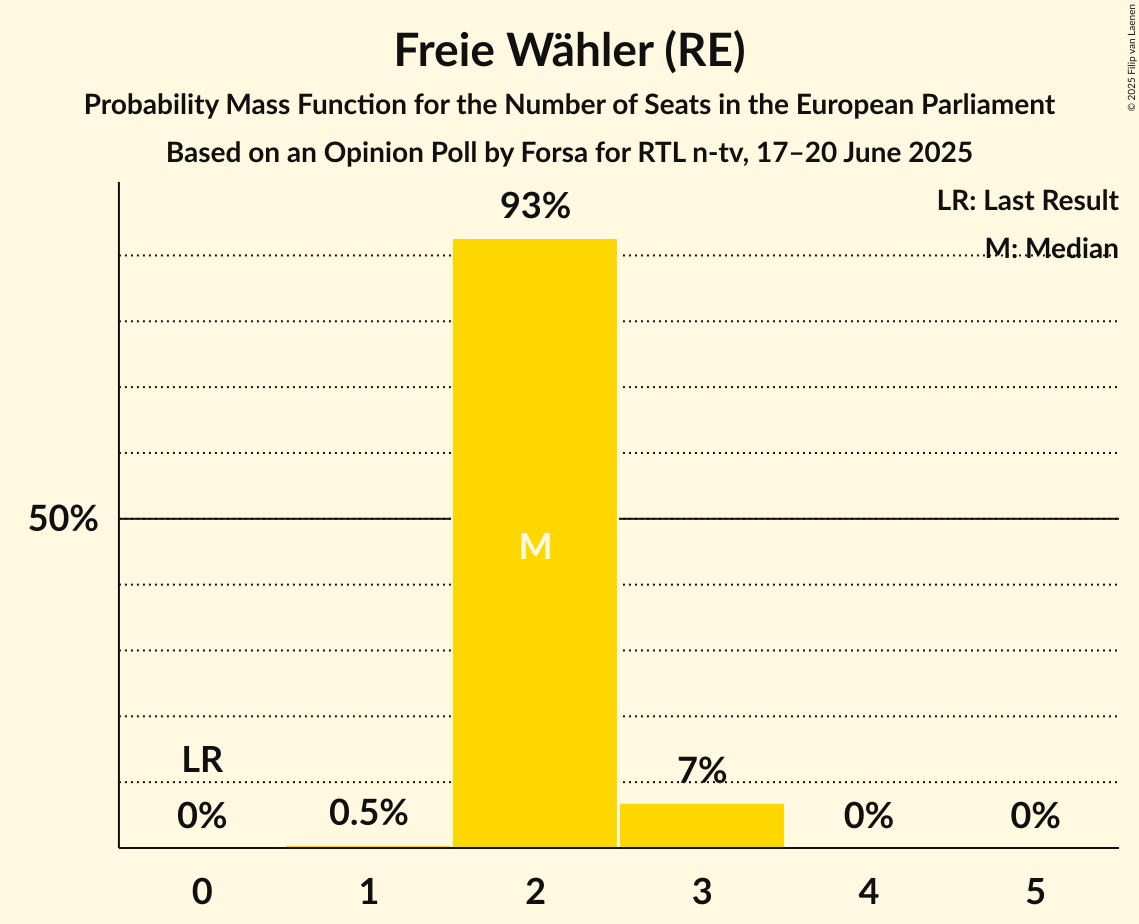 Freie Wähler (RE)
Probability Mass Function for the Number of Seats in the European Parliament
Based on an Opinion Poll by Forsa for RTL n-tv, 17–20 June 2025
© 2025 Filip van Laenen
LR: Last Result
M: Median
93%
50%
M
LR
0%
0.5%
7%
0%
0%
0
1
2
3
4
5